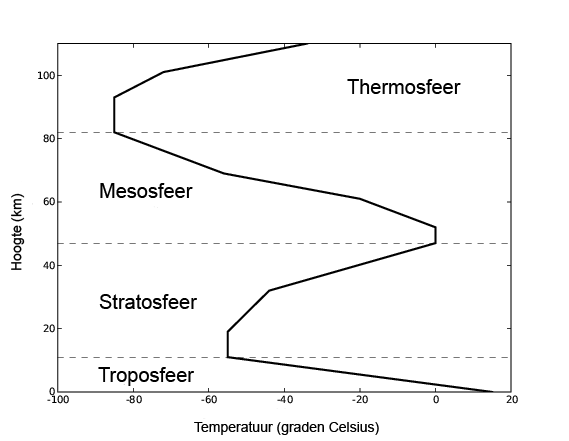 100
Thermosfeer
80
Mesosfeer
60
Hoogte (km)
40
Stratosfeer
20
Troposfeer
0
-100 -80 -60 -40 -20 0 20
Temperatuur (graden Celsius)